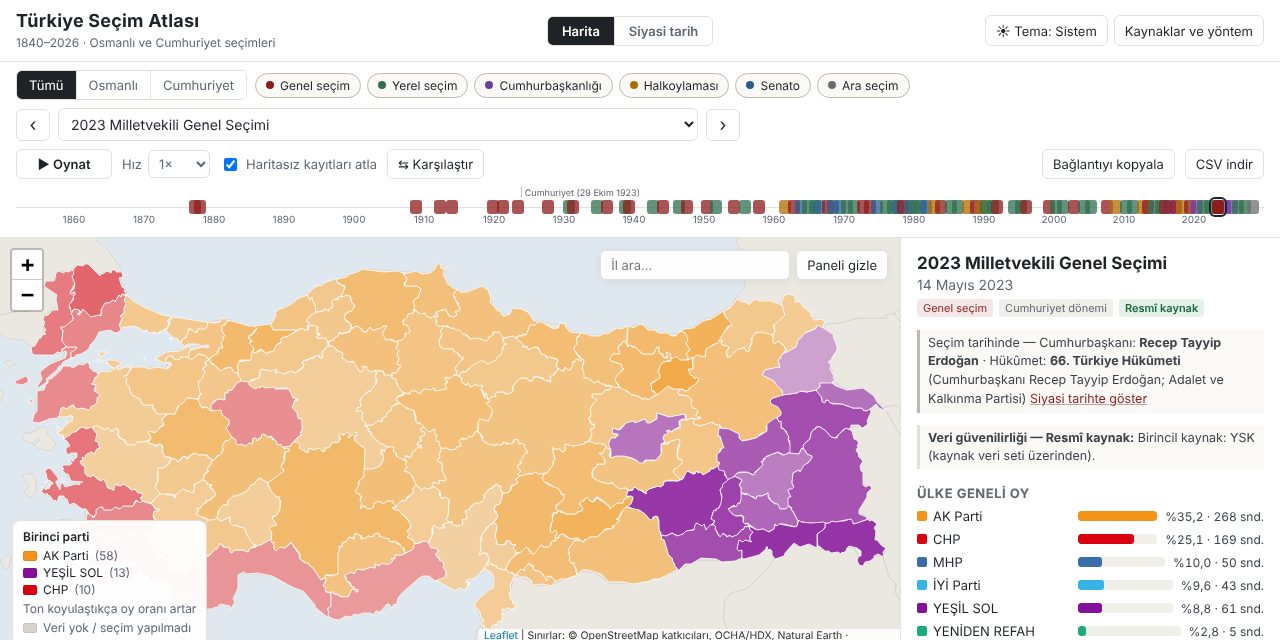 Türkiye Seçim Atlası
1840–2026 · Osmanlı ve Cumhuriyet seçimleri
Harita
Siyasi tarih
☀ Tema: Sistem
Kaynaklar ve yöntem
Tümü
Osmanlı
Cumhuriyet
Genel seçim
Yerel seçim
Cumhurbaşkanlığı
Halkoylaması
Senato
Ara seçim
‹
2023 Milletvekili Genel Seçimi
›
▶ Oynat
Hız
1×
Haritasız kayıtları atla
⇆ Karşılaştır
Bağlantıyı kopyala
CSV indir
Cumhuriyet (29 Ekim 1923)
1860 1870 1880 1890 1900 1910 1920 1930 1940 1950 1960 1970 1980 1990 2000 2010 2020
+
−
İl ara...
Paneli gizle
Birinci parti
AK Parti (58)
YEŞİL SOL (13)
CHP (10)
Ton koyulaştıkça oy oranı artar
Veri yok / seçim yapılmadı
Leaflet | Sınırlar: © OpenStreetMap katkıcıları, OCHA/HDX, Natural Earth ·
2023 Milletvekili Genel Seçimi
14 Mayıs 2023
Genel seçim
Cumhuriyet dönemi
Resmî kaynak
Seçim tarihinde — Cumhurbaşkanı: Recep Tayyip
Erdoğan · Hükûmet: 66. Türkiye Hükûmeti
(Cumhurbaşkanı Recep Tayyip Erdoğan; Adalet ve
Kalkınma Partisi) Siyasi tarihte göster
Veri güvenilirliği — Resmî kaynak: Birincil kaynak: YSK
(kaynak veri seti üzerinden).
ÜLKE GENELİ OY
AK Parti %35,2 · 268 snd.
CHP %25,1 · 169 snd.
MHP %10,0 · 50 snd.
İYİ Parti %9,6 · 43 snd.
YEŞİL SOL %8,8 · 61 snd.
YENİDEN REFAH %2,8 · 5 snd.